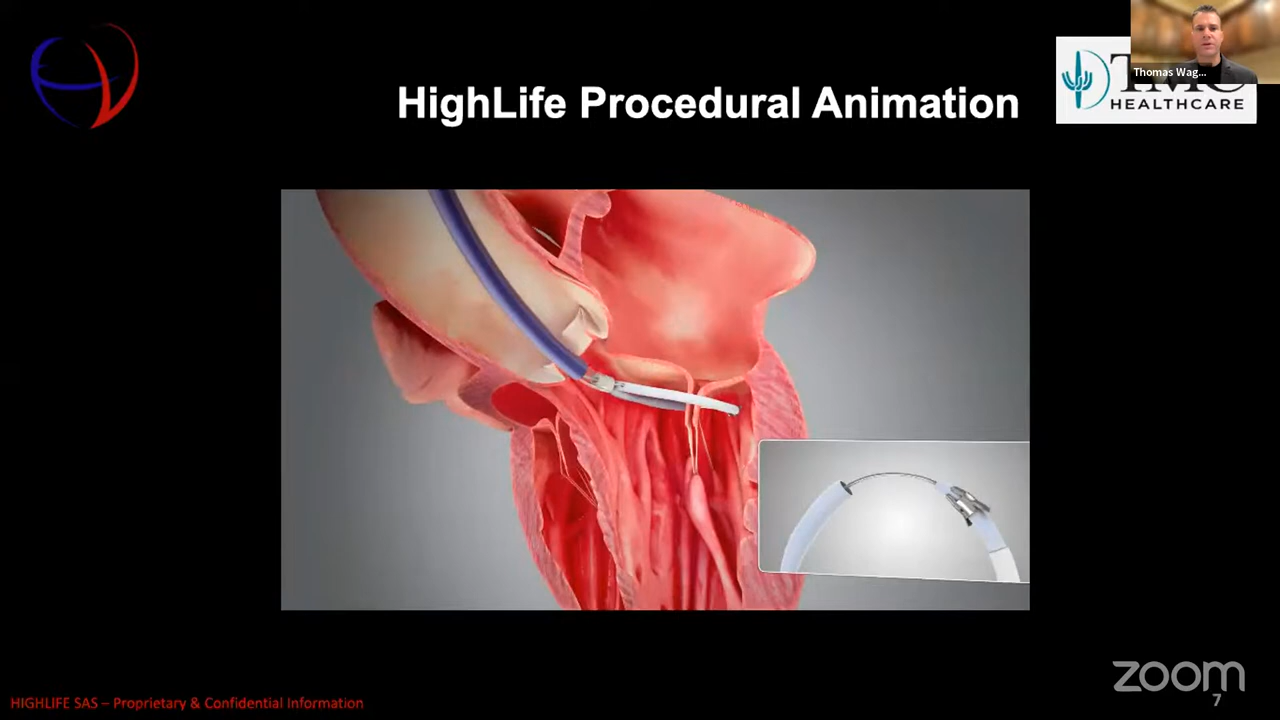 HighLife Procedural Animation
Thomas Wag...
HEALTHCARE
HIGHLIFE SAS – Proprietary & Confidential Information
zoom
7